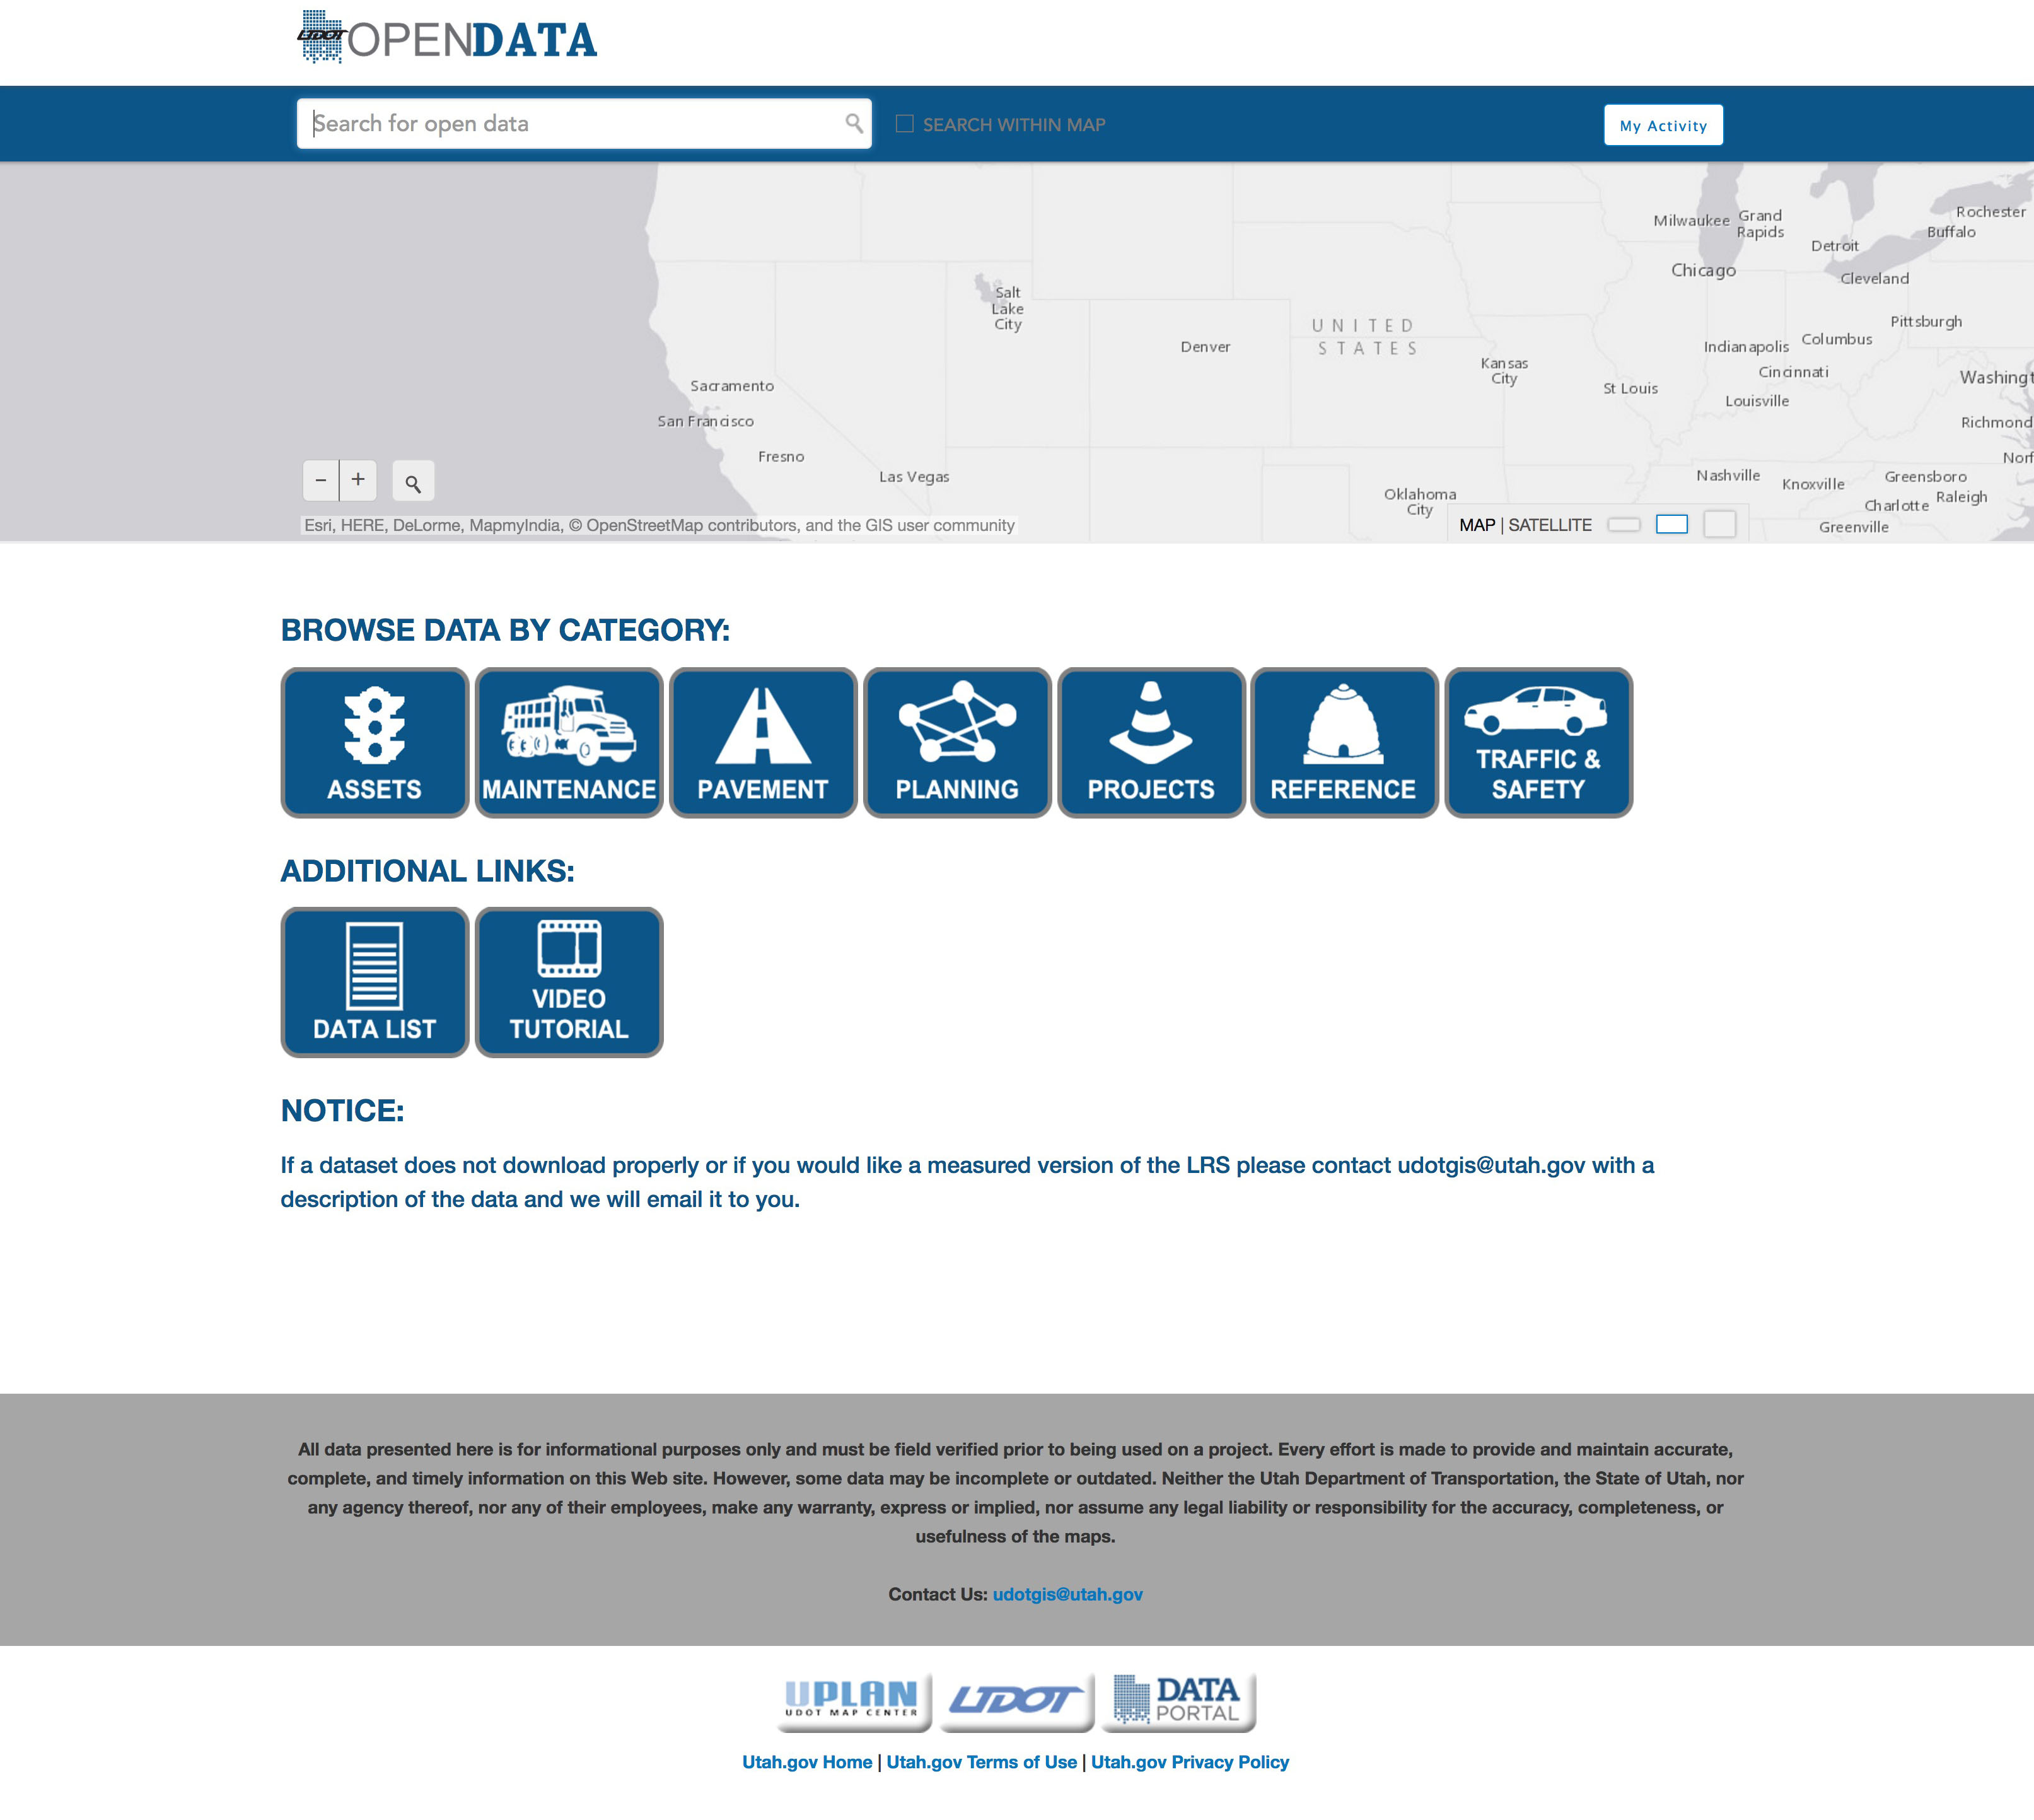 UDOT OPENDATA
Search for open data
SEARCH WITHIN MAP
My Activity
Milwaukee
Grand
Rapids
Rochester
Buffalo
Detroit
Chicago
Cleveland
Salt
Lake
City
UNITED
STATES
Pittsburgh
Denver
Indianapolis
Columbus
Kansas
City
Cincinnati
Washingt
Sacramento
St Louis
Louisville
San Francisco
Richmond
Fresno
Norf
Las Vegas
Nashville
Knoxville
Greensboro
Oklahoma
City
Raleigh
Charlotte
Greenville
- +
Esri, HERE, DeLorme, MapmyIndia, © OpenStreetMap contributors, and the GIS user community
MAP | SATELLITE
BROWSE DATA BY CATEGORY:
ASSETS
MAINTENANCE
PAVEMENT
PLANNING
PROJECTS
REFERENCE
TRAFFIC &
SAFETY
ADDITIONAL LINKS:
DATA LIST
VIDEO
TUTORIAL
NOTICE:
If a dataset does not download properly or if you would like a measured version of the LRS please contact udotgis@utah.gov with a
description of the data and we will email it to you.
All data presented here is for informational purposes only and must be field verified prior to being used on a project. Every effort is made to provide and maintain accurate,
complete, and timely information on this Web site. However, some data may be incomplete or outdated. Neither the Utah Department of Transportation, the State of Utah, nor
any agency thereof, nor any of their employees, make any warranty, express or implied, nor assume any legal liability or responsibility for the accuracy, completeness, or
usefulness of the maps.
Contact Us: udotgis@utah.gov
UPLAN
UDOT MAP CENTER
UDOT
DATA
PORTAL
Utah.gov Home | Utah.gov Terms of Use | Utah.gov Privacy Policy